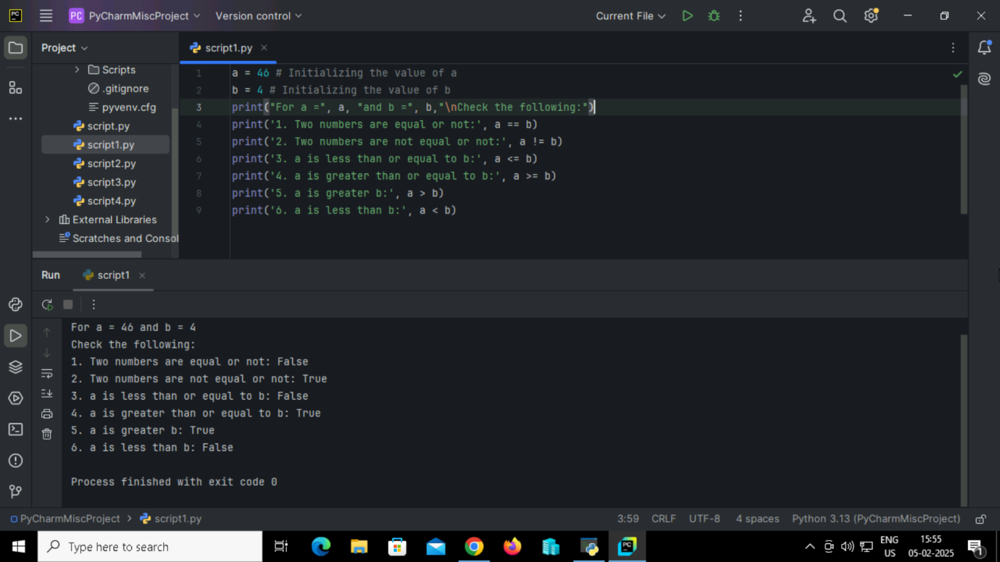 PC PC PyCharmMiscProject Version control Current File
Project script1.py
Scripts
.gitignore
pyvenv.cfg
script.py
script1.py
script2.py
script3.py
script4.py
External Libraries
Scratches and Consol
1 a = 46 # Initializing the value of a
2 b = 4 # Initializing the value of b
3 print("For a =", a, "and b =", b,"\nCheck the following:")
4 print('1. Two numbers are equal or not:', a == b)
5 print('2. Two numbers are not equal or not:', a != b)
6 print('3. a is less than or equal to b:', a <= b)
7 print('4. a is greater than or equal to b:', a >= b)
8 print('5. a is greater b:', a > b)
9 print('6. a is less than b:', a < b)
Run script1
For a = 46 and b = 4
Check the following:
1. Two numbers are equal or not: False
2. Two numbers are not equal or not: True
3. a is less than or equal to b: False
4. a is greater than or equal to b: True
5. a is greater b: True
6. a is less than b: False
Process finished with exit code 0
PyCharmMiscProject > script1.py 3:59 CRLF UTF-8 4 spaces Python 3.13 (PyCharmMiscProject)
Type here to search PC ENG US 15:55 05-02-2025 1